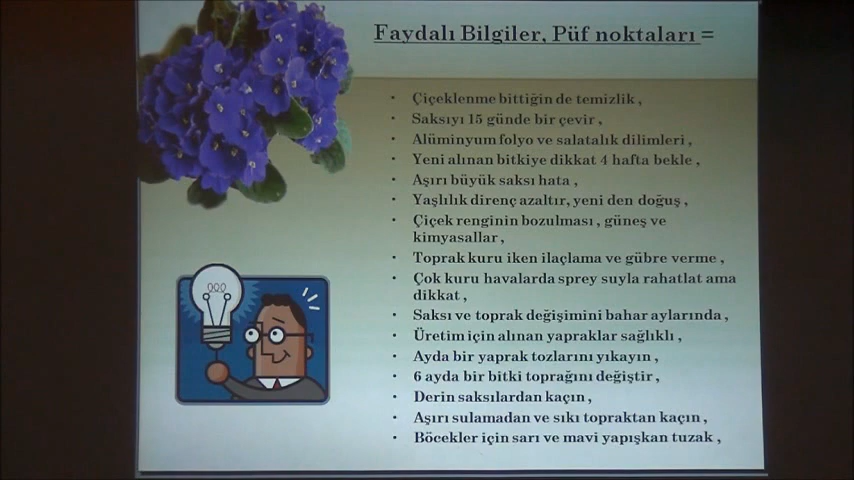 Faydalı Bilgiler, Püf noktaları =
• Çiçeklenme bittiğin de temizlik ,
• Saksıyı 15 günde bir çevir ,
• Alüminyum folyo ve salatalık dilimleri ,
• Yeni alınan bitkiye dikkat 4 hafta bekle ,
• Aşırı büyük saksı hata ,
• Yaşlılık direnç azaltır, yeni den doğuş ,
• Çiçek renginin bozulması , güneş ve
kimyasallar ,
• Toprak kuru iken ilaçlama ve gübre verme ,
• Çok kuru havalarda sprey suyla rahatlat ama
dikkat ,
• Saksı ve toprak değişimini bahar aylarında ,
• Üretim için alınan yapraklar sağlıklı ,
• Ayda bir yaprak tozlarını yıkayın ,
• 6 ayda bir bitki toprağını değiştir ,
• Derin saksılardan kaçın ,
• Aşırı sulamadan ve sıkı topraktan kaçın ,
• Böcekler için sarı ve mavi yapışkan tuzak ,